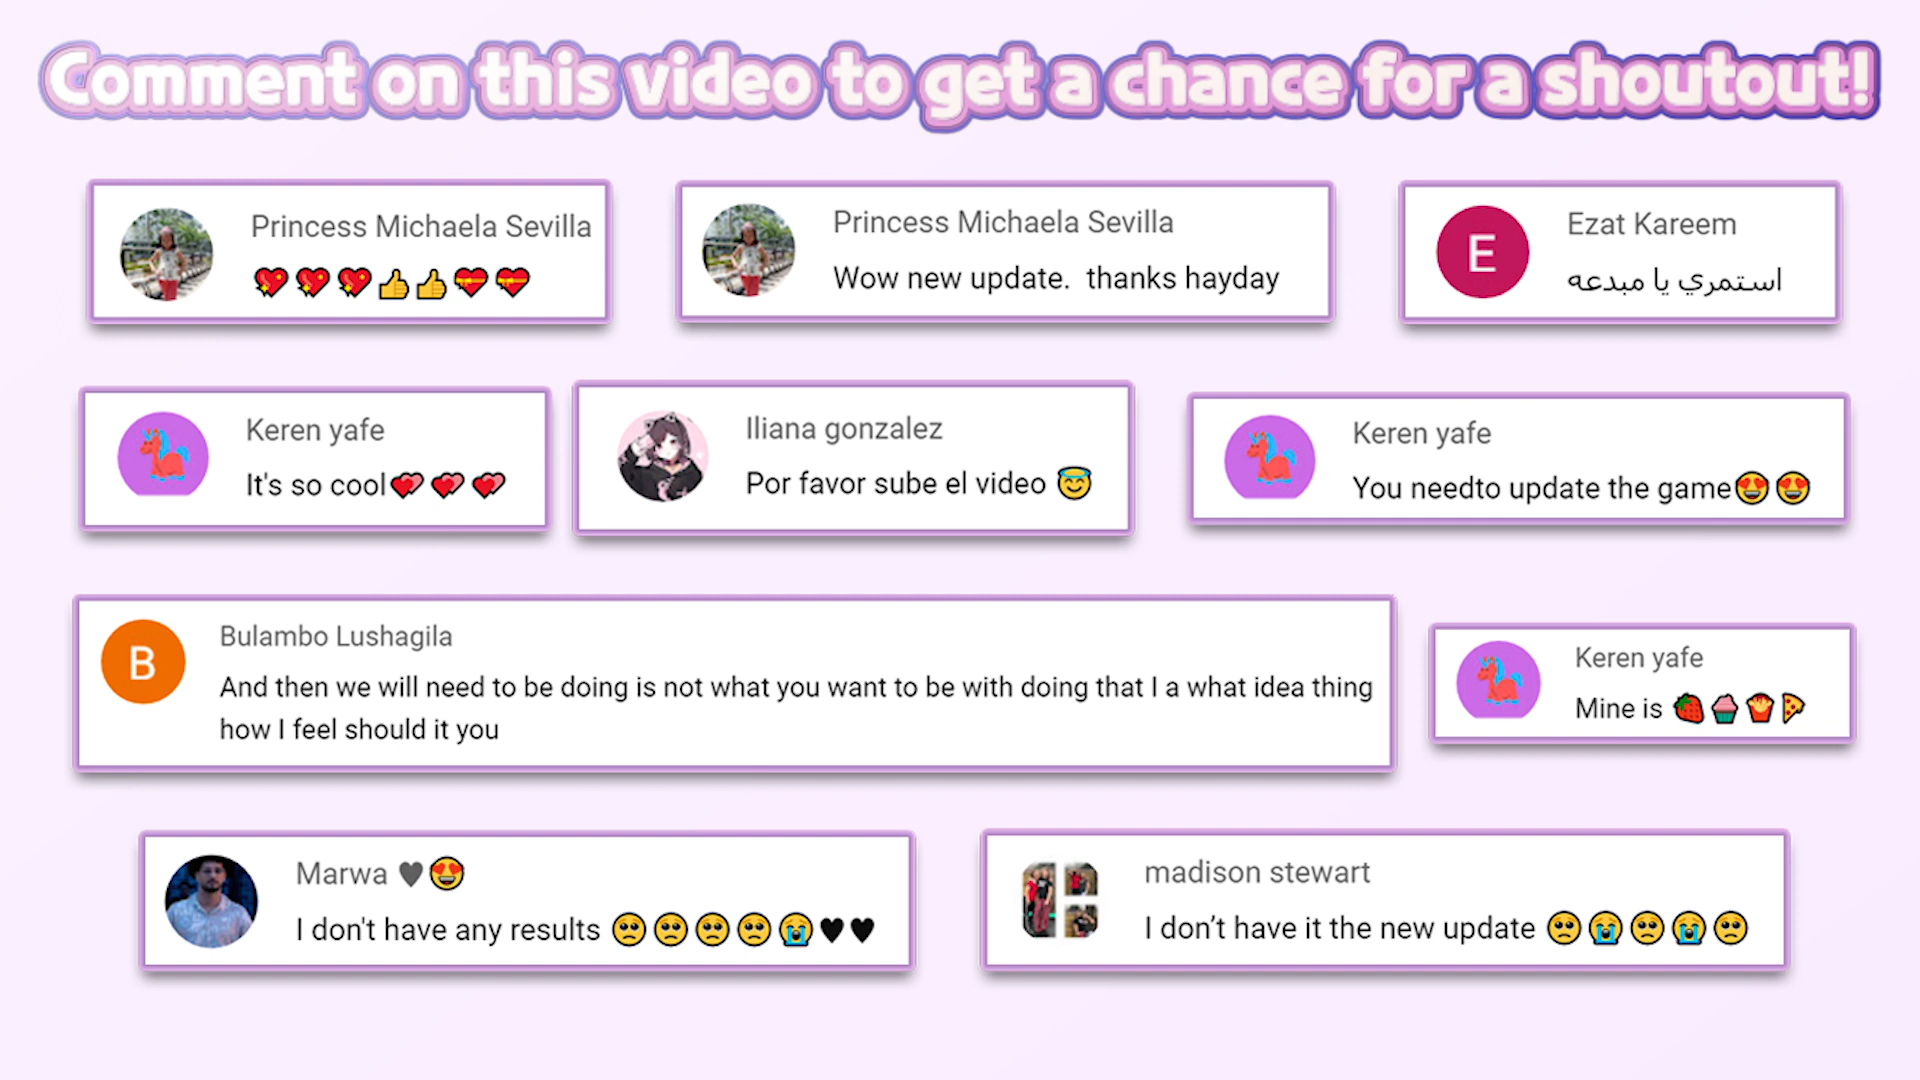 Comment on this video to get a chance for a shoutout!
Princess Michaela Sevilla
💖💖💖👍👍💝💝
Princess Michaela Sevilla
Wow new update.  thanks hayday
E
Ezat Kareem
استمري يا مبدعه
Keren yafe
It's so cool💕💕💕
Iliana gonzalez
Por favor sube el video 😇
Keren yafe
You needto update the game😍😍
B
Bulambo Lushagila
And then we will need to be doing is not what you want to be with doing that I a what idea thing
how I feel should it you
Keren yafe
Mine is 🍓🧁🍟🍕
Marwa ♥😍
I don't have any results 🥺🥺🥺🥺😭♥♥
madison stewart
I don’t have it the new update 🥺😭🥺😭🥺